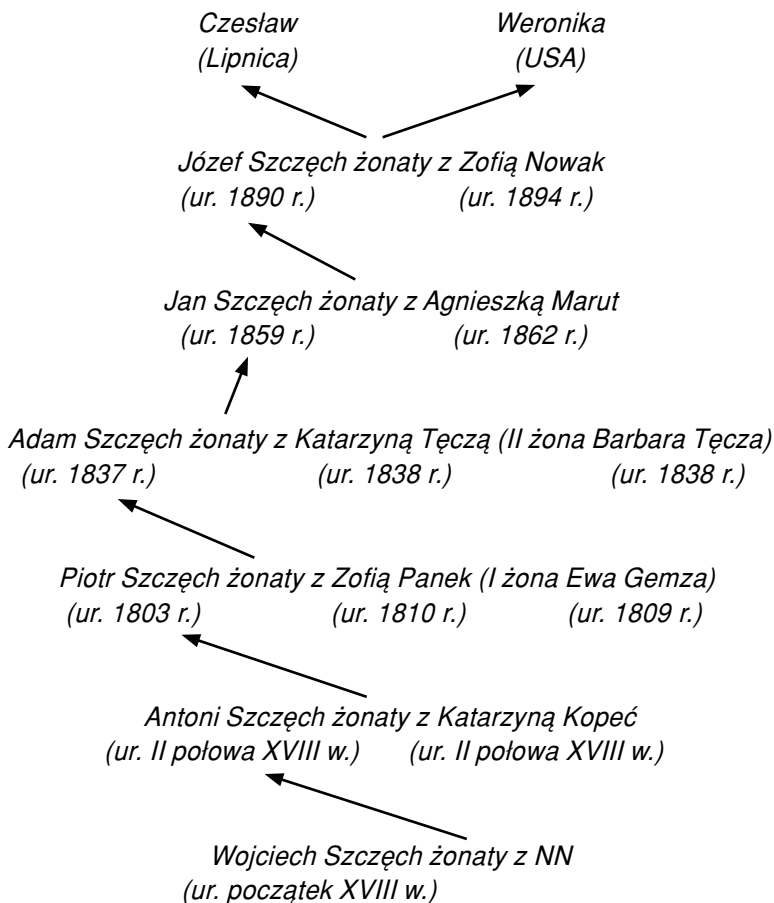 Czesław Weronika
(Lipnica) (USA)
Józef Szczęch żonaty z Zofią Nowak
(ur. 1890 r.) (ur. 1894 r.)
Jan Szczęch żonaty z Agnieszką Marut
(ur. 1859 r.) (ur. 1862 r.)
Adam Szczęch żonaty z Katarzyną Tęczą (II żona Barbara Tęcza)
(ur. 1837 r.) (ur. 1838 r.) (ur. 1838 r.)
Piotr Szczęch żonaty z Zofią Panek (I żona Ewa Gemza)
(ur. 1803 r.) (ur. 1810 r.) (ur. 1809 r.)
Antoni Szczęch żonaty z Katarzyną Kopeć
(ur. II połowa XVIII w.) (ur. II połowa XVIII w.)
Wojciech Szczęch żonaty z NN
(ur. początek XVIII w.)